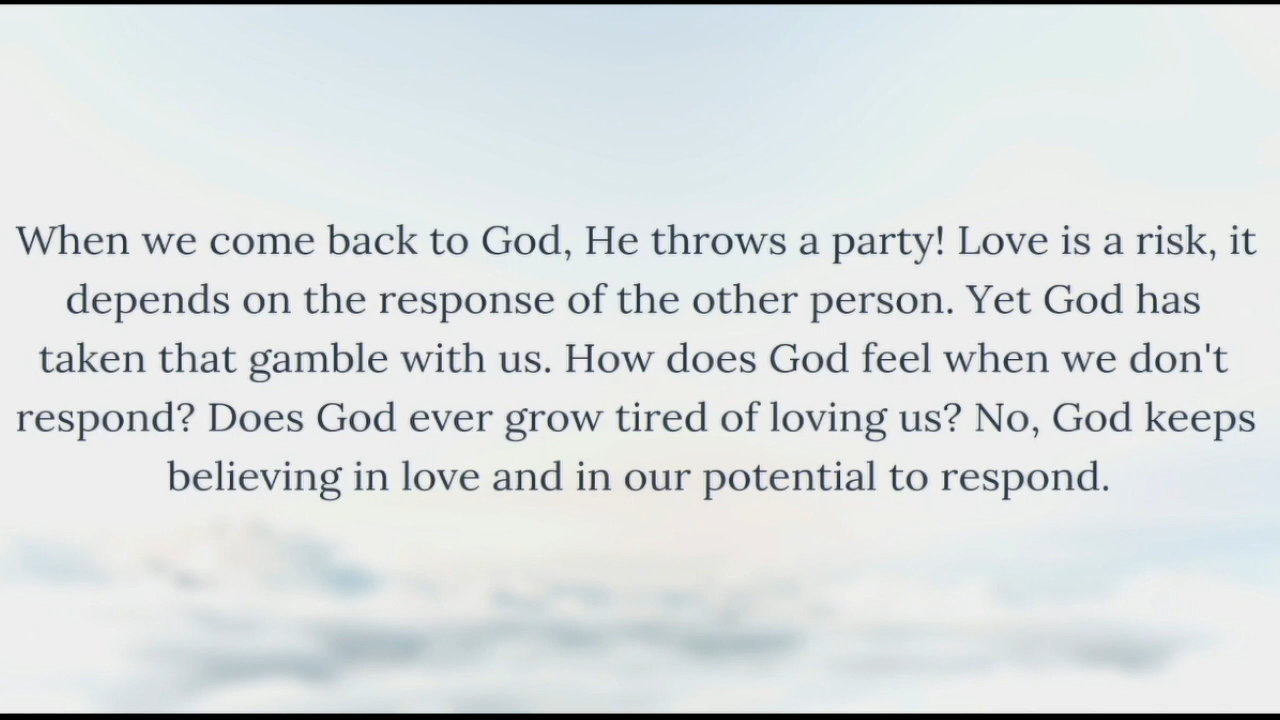 When we come back to God, He throws a party! Love is a risk, it
depends on the response of the other person. Yet God has
taken that gamble with us. How does God feel when we don't
respond? Does God ever grow tired of loving us? No, God keeps
believing in love and in our potential to respond.